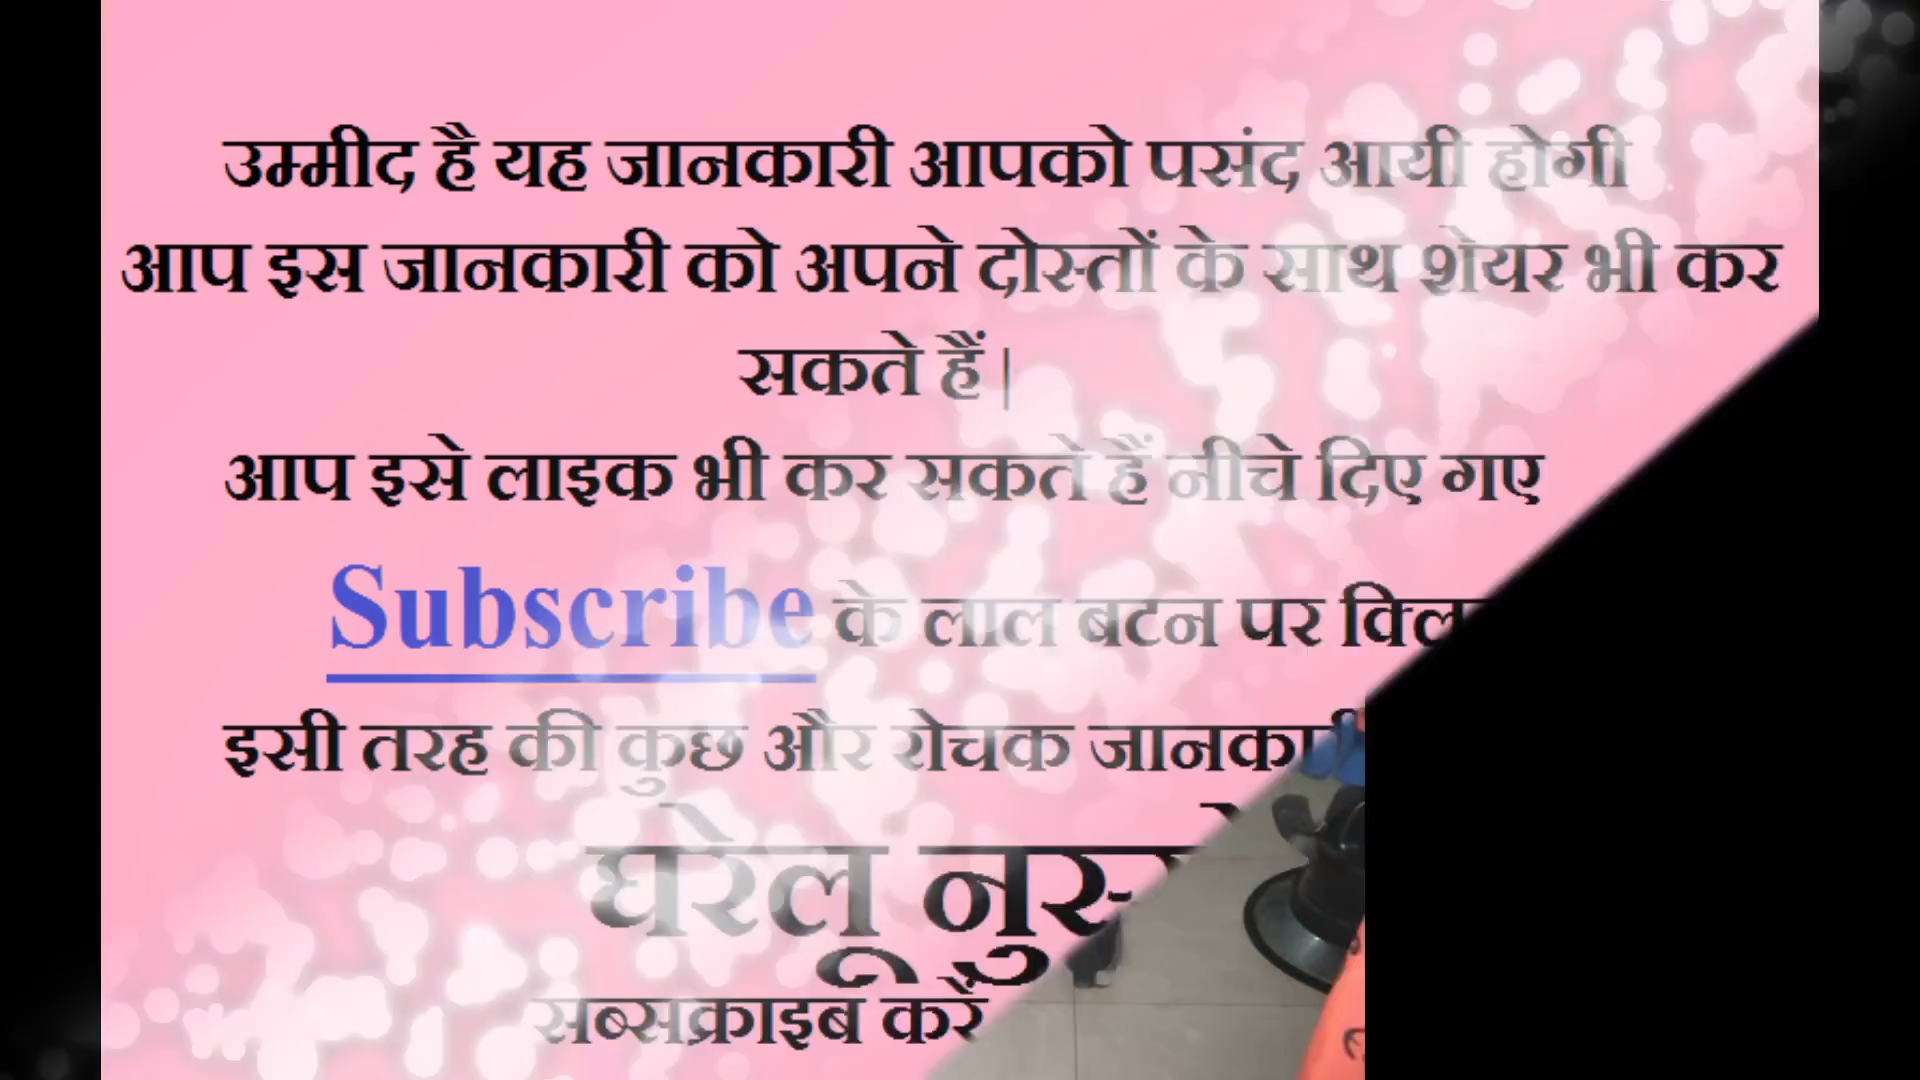 उम्मीद है यह जानकारी आपको पसंद आयी होगी
आप इस जानकारी को अपने दोस्तों के साथ शेयर भी कर
सकते हैं|
आप इसे लाइक भी कर सकते हैं नीचे दिए गए
Subscribe के लाल बटन पर
इसी तरह की कुछ और रोचक
घरेलू
सब्सक्राइब करें